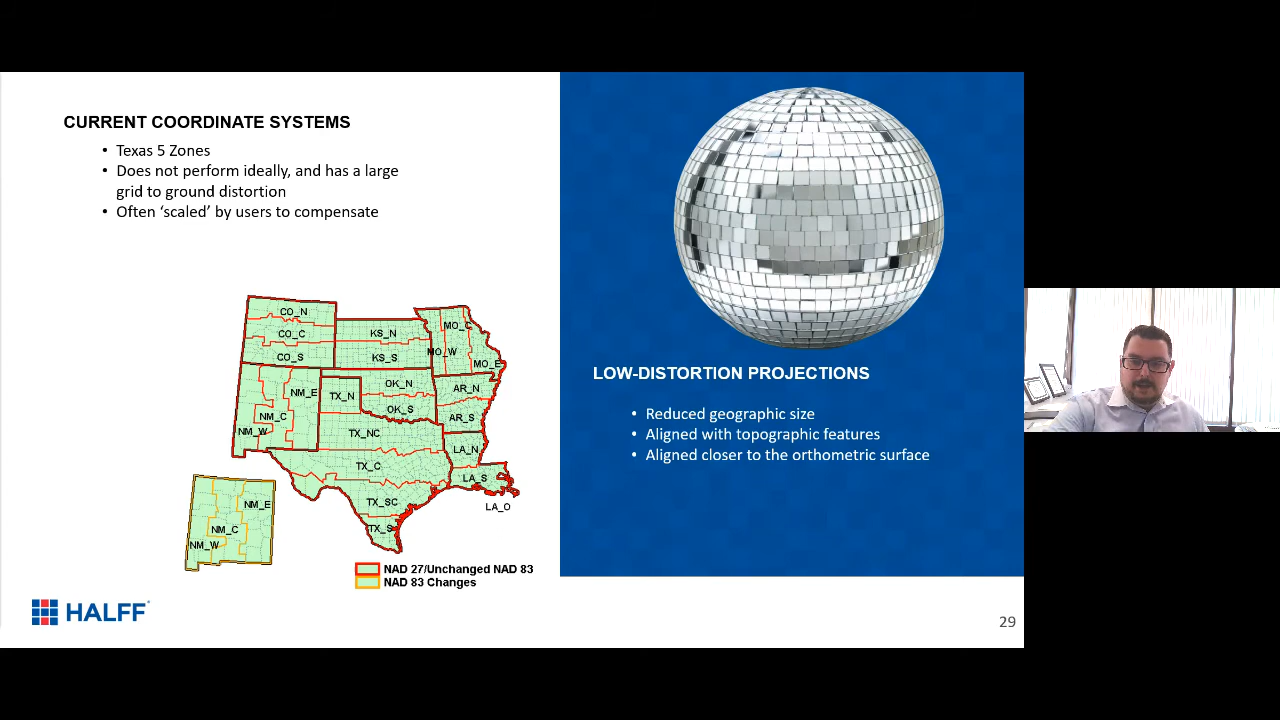 CURRENT COORDINATE SYSTEMS
• Texas 5 Zones
• Does not perform ideally, and has a large
grid to ground distortion
• Often ‘scaled’ by users to compensate
CO_N
CO_C
CO_S
KS_N
KS_S
MO_C
MO_W
MO_E
NM_E
NM_C
NM_W
TX_N
OK_N
OK_S
AR_N
AR_S
TX_NC
TX_C
TX_SC
TX_S
LA_N
LA_S
LA_O
NM_E
NM_C
NM_W
NAD 27/Unchanged NAD 83
NAD 83 Changes
HALFF
LOW-DISTORTION PROJECTIONS
• Reduced geographic size
• Aligned with topographic features
• Aligned closer to the orthometric surface
29